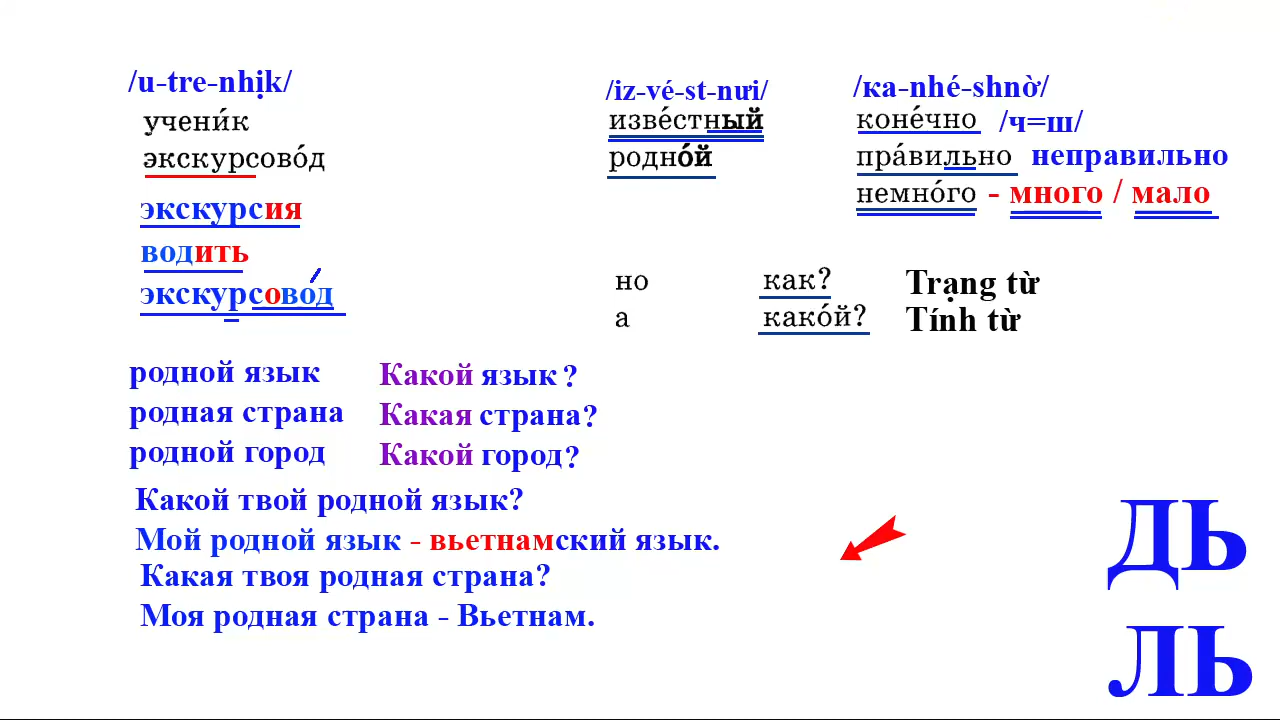 /u-tre-nhịk/
учени́к
экскурсово́д
экскурсия
водить
экскурсово́д
/iz-vé-st-nưi/
изве́стный
родно́й
/ка-nhé-shnờ/
коне́чно /ч=ш/
пра́вильно неправильно
немно́го - много / мало
но как? Trạng từ
а како́й? Tính từ
родной язык Какой язык ?
родная страна Какая страна?
родной город Какой город?
Какой твой родной язык?
Мой родной язык - вьетнамский язык.
Какая твоя родная страна?
Моя родная страна - Вьетнам.
ДЬ
ЛЬ